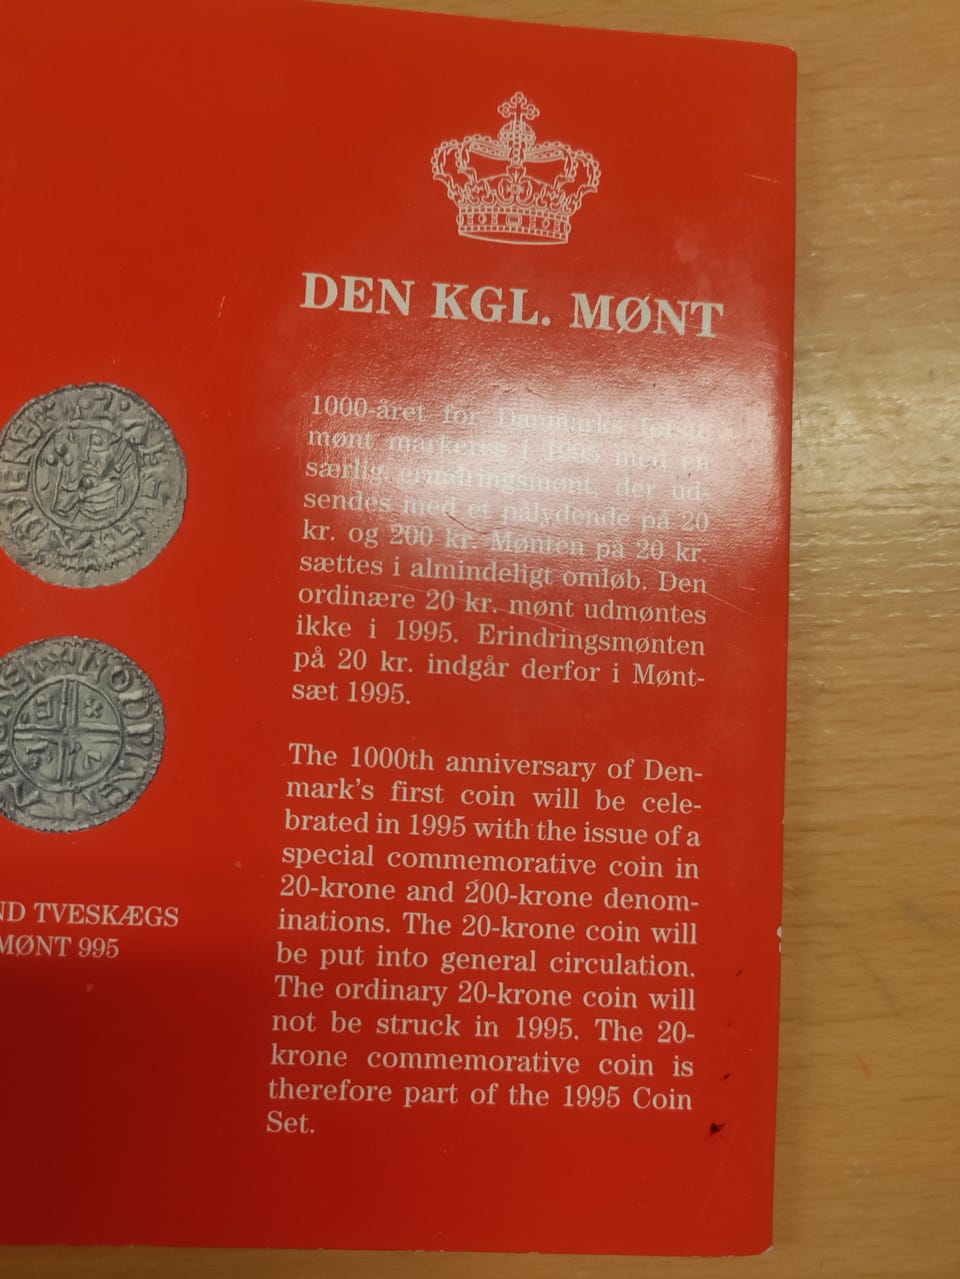 DEN KGL. MØNT
1000-året for Danmarks første
mønt markeres i 1995 med en
særlig erindringsmønt, der ud-
sendes med et pålydende på 20
kr. og 200 kr. Mønten på 20 kr.
sættes i almindeligt omløb. Den
ordinære 20 kr. mønt udmøntes
ikke i 1995. Erindringsmønten
på 20 kr. indgår derfor i Mønt-
sæt 1995.
The 1000th anniversary of Den-
mark's first coin will be cele-
brated in 1995 with the issue of a
special commemorative coin in
20-krone and 200-krone denom-
inations. The 20-krone coin will
be put into general circulation.
The ordinary 20-krone coin will
not be struck in 1995. The 20-
krone commemorative coin is
therefore part of the 1995 Coin
Set.
ND TVESKÆGS
MØNT 995